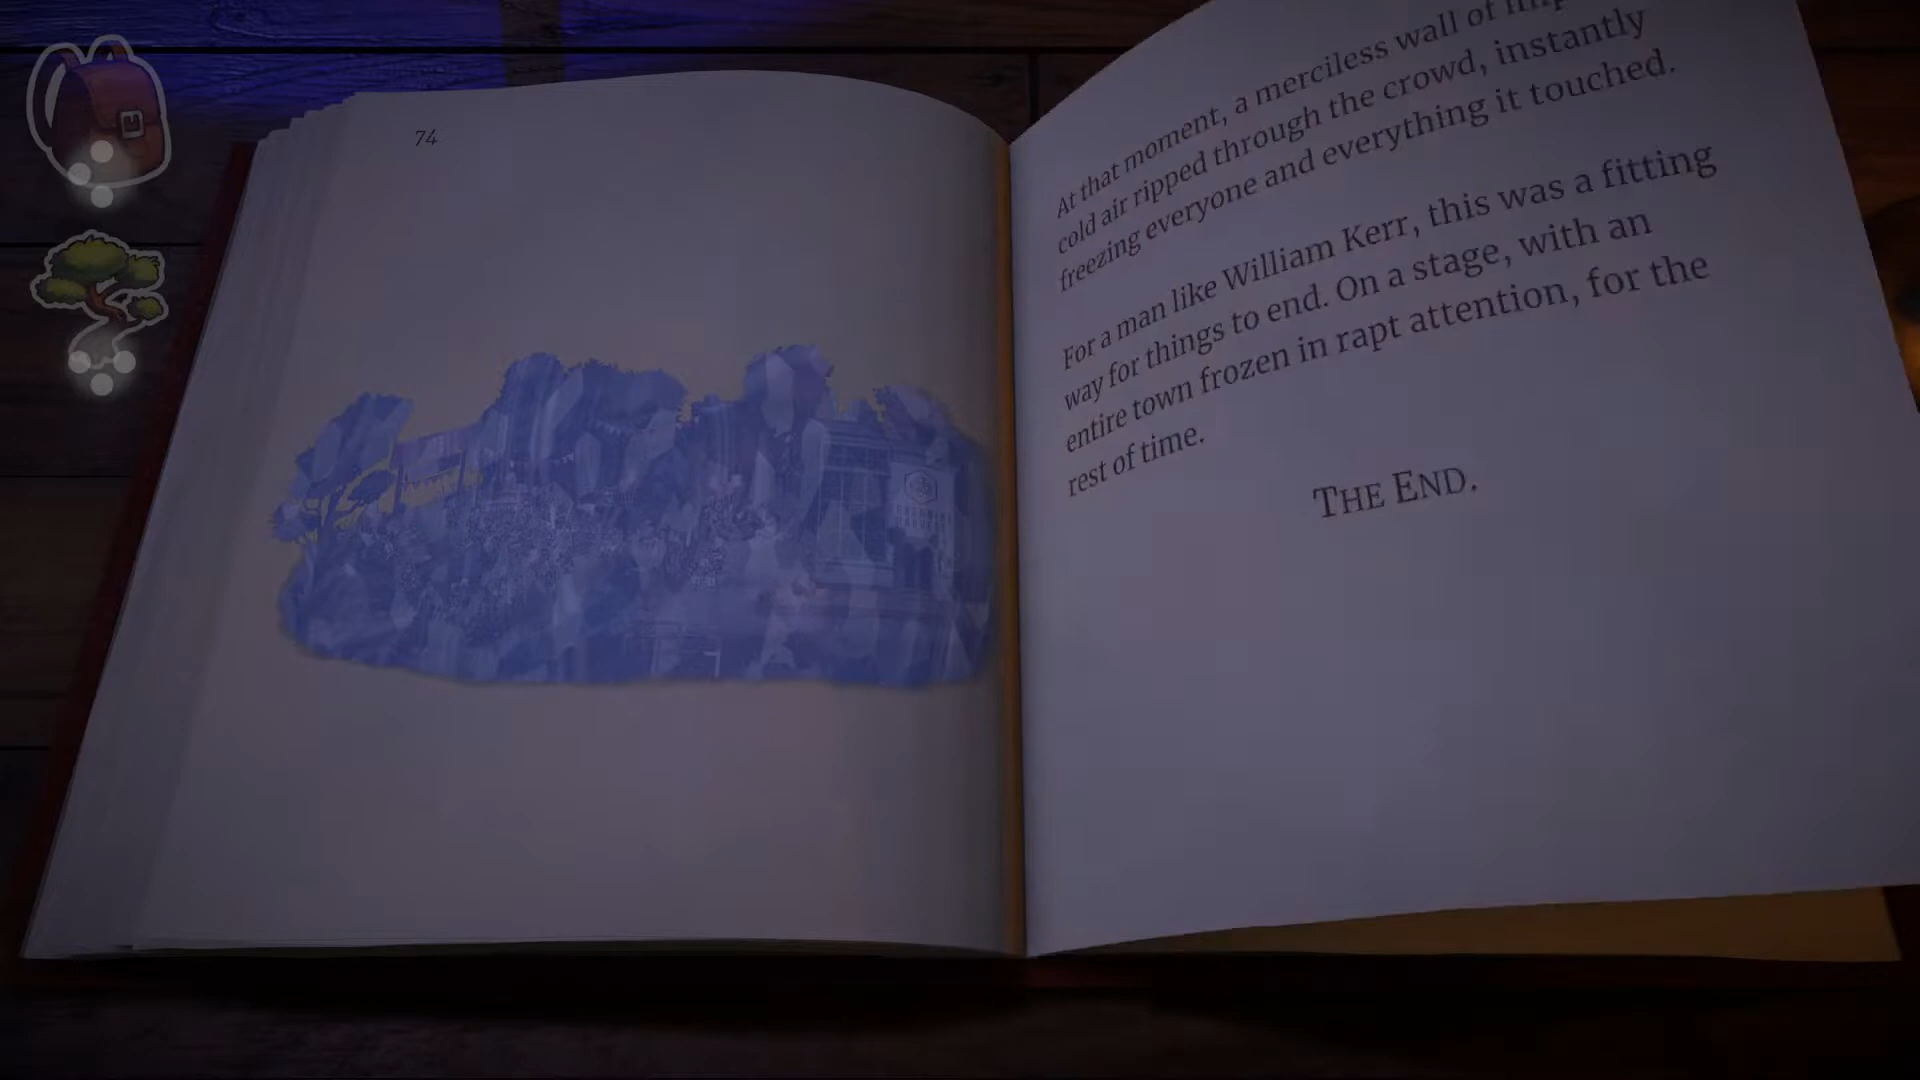 74
At that moment, a merciless wall of
cold air ripped through the crowd, instantly
freezing everyone and everything it touched.
For a man like William Kerr, this was a fitting
way for things to end. On a stage, with an
entire town frozen in rapt attention, for the
rest of time.
THE END.